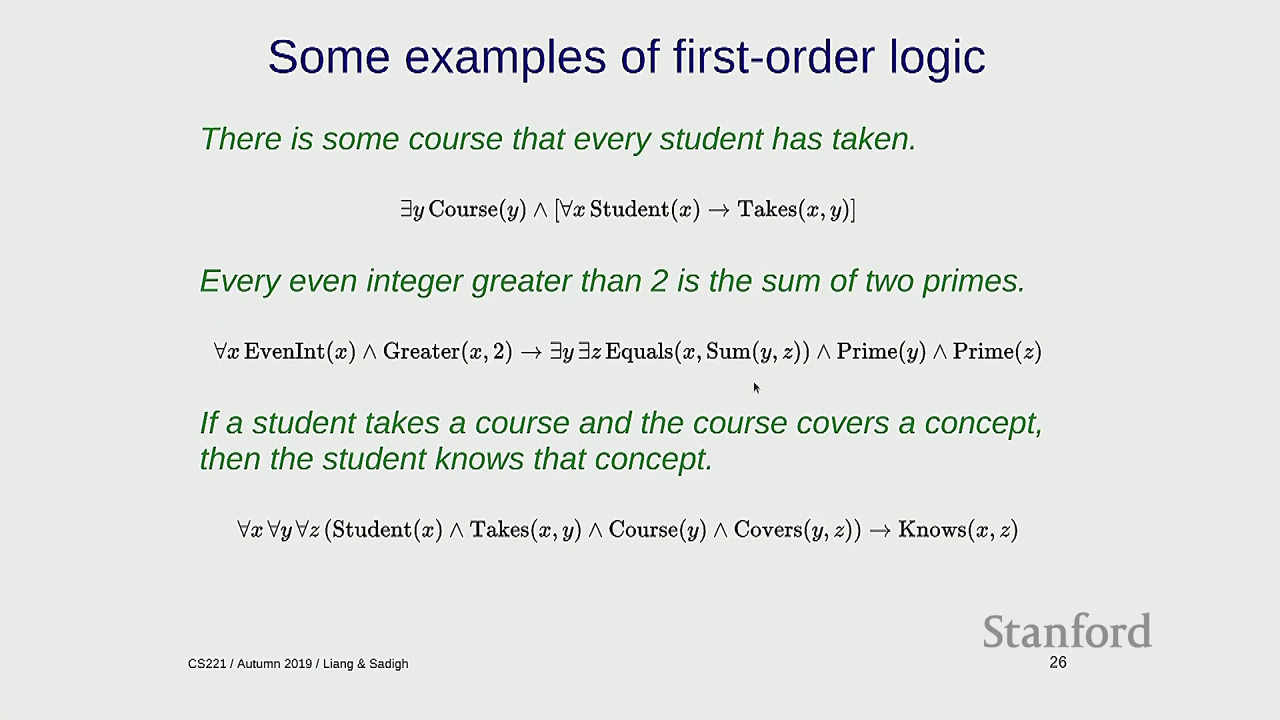 Some examples of first-order logic
There is some course that every student has taken.
∃y Course(y) ∧ [∀x Student(x) → Takes(x, y)]
Every even integer greater than 2 is the sum of two primes.
∀x EvenInt(x) ∧ Greater(x, 2) → ∃y ∃z Equals(x, Sum(y, z)) ∧ Prime(y) ∧ Prime(z)
If a student takes a course and the course covers a concept,
then the student knows that concept.
∀x ∀y ∀z (Student(x) ∧ Takes(x, y) ∧ Course(y) ∧ Covers(y, z)) → Knows(x, z)
Stanford
CS221 / Autumn 2019 / Liang & Sadigh
26